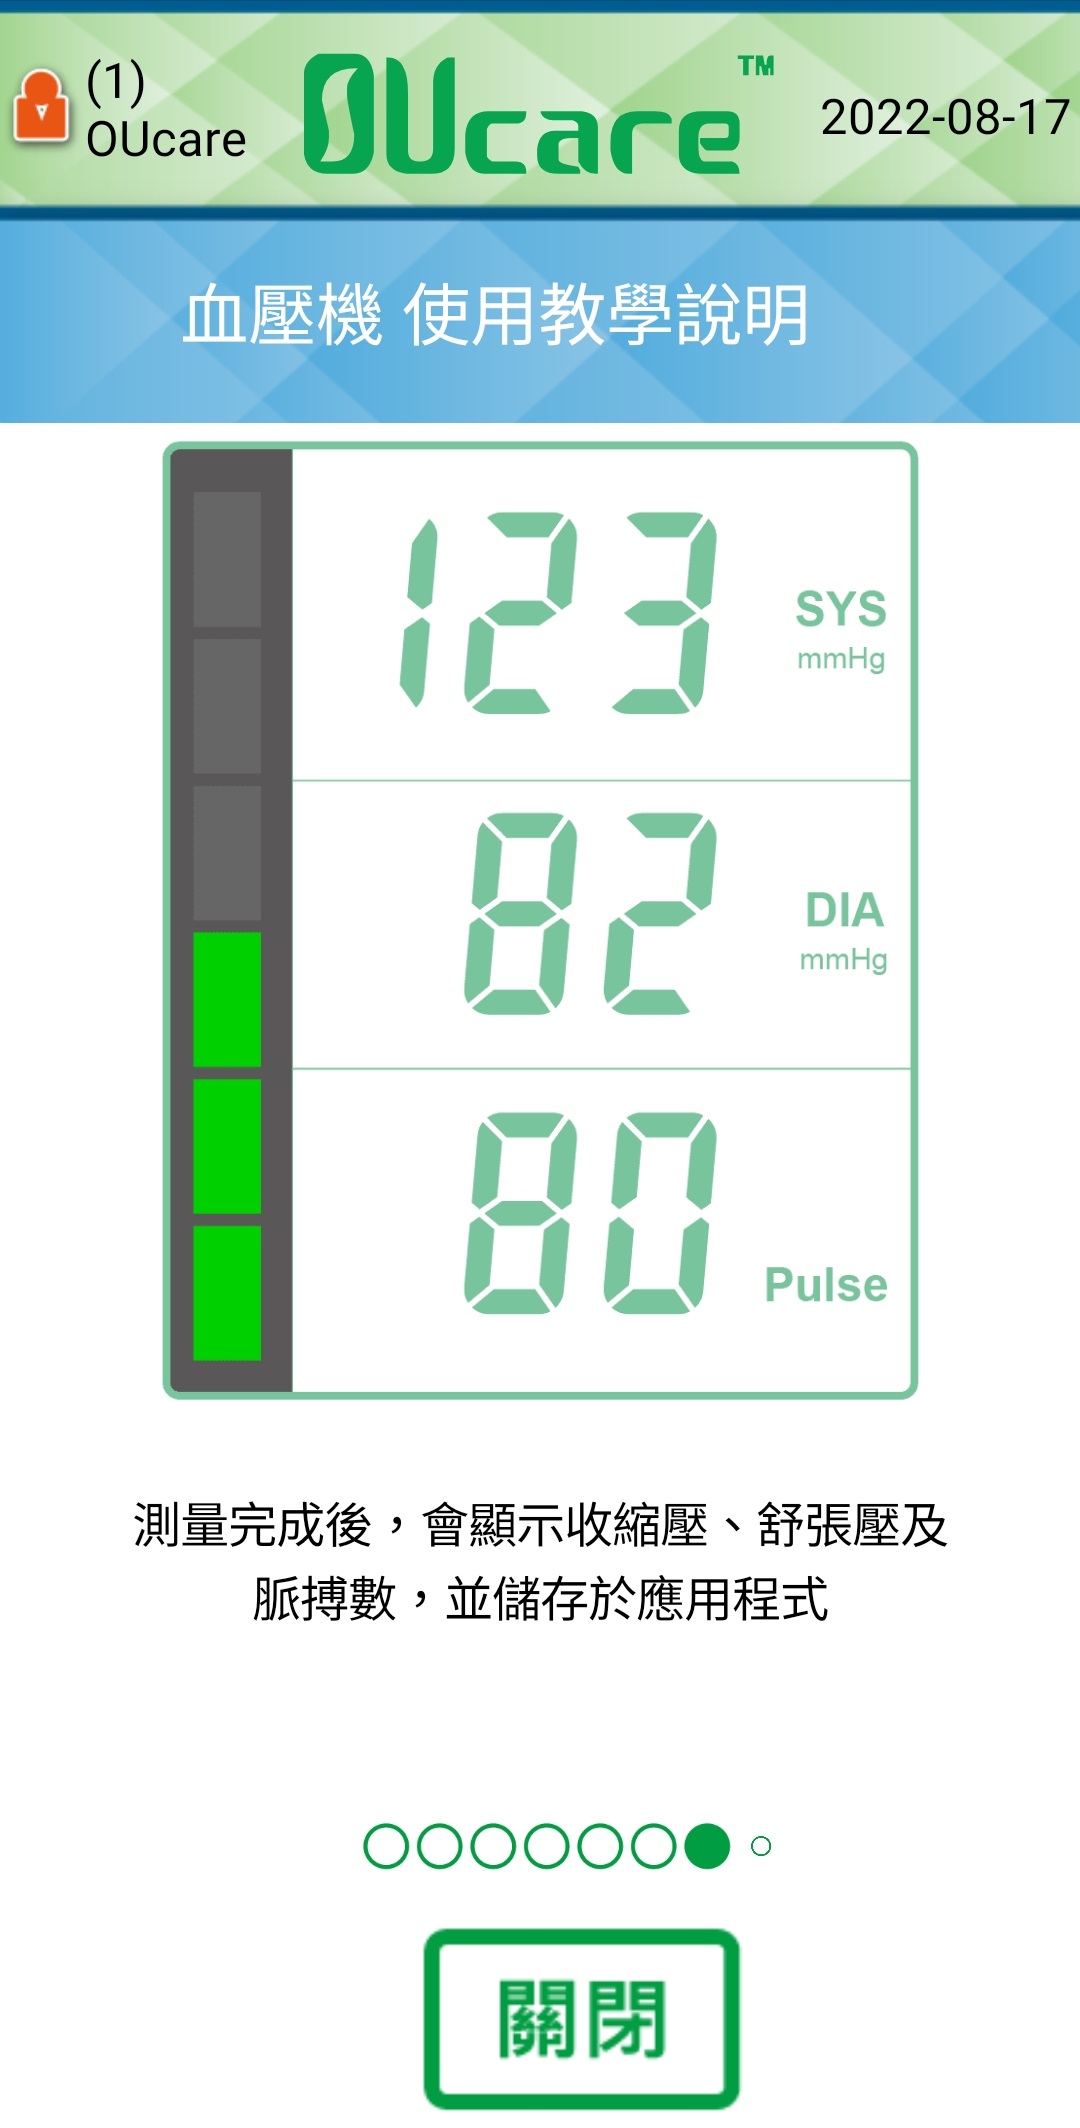 (1)
OUcare
OUcare™
2022-08-17
血壓機 使用教學說明
123
SYS
mmHg
82
DIA
mmHg
80
Pulse
測量完成後，會顯示收縮壓、舒張壓及
脈搏數，並儲存於應用程式
關閉